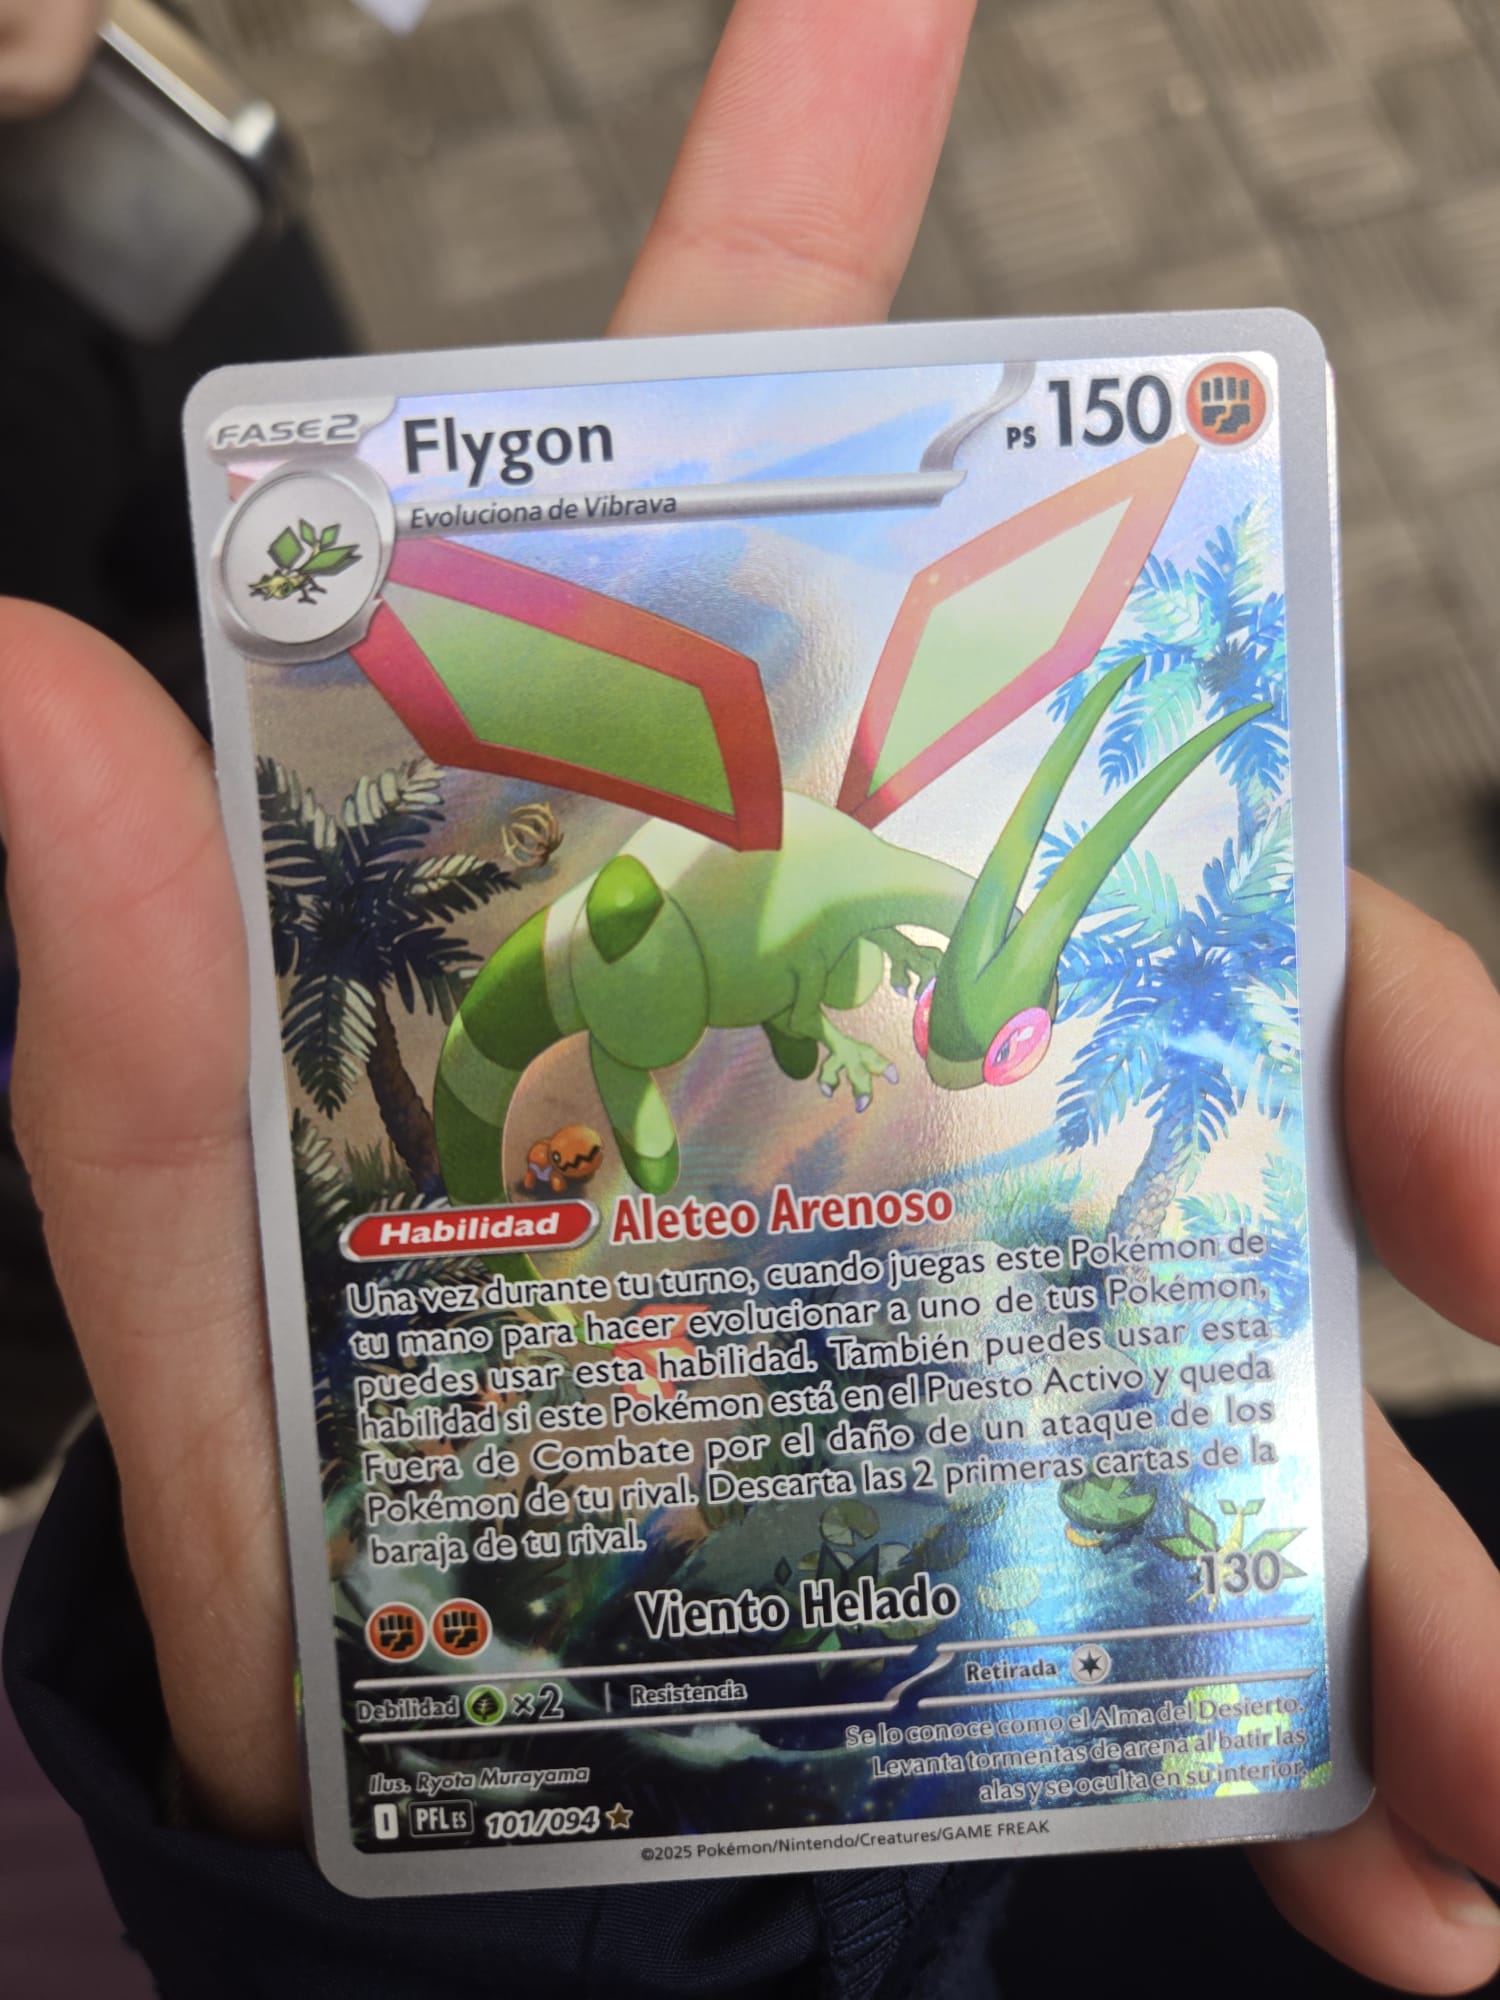 FASE 2
Flygon
PS 150
Evoluciona de Vibrava
Habilidad Aleteo Arenoso
Una vez durante tu turno, cuando juegas este Pokémon de
tu mano para hacer evolucionar a uno de tus Pokémon,
puedes usar esta habilidad. También puedes usar esta
habilidad si este Pokémon está en el Puesto Activo y queda
Fuera de Combate por el daño de un ataque de los
Pokémon de tu rival. Descarta las 2 primeras cartas de la
baraja de tu rival.
Viento Helado 130
Debilidad ×2 Resistencia Retirada
Se lo conoce como el Alma del Desierto.
Levanta tormentas de arena al batir las
alas y se oculta en su interior.
Ilus. Ryota Murayama
I PFL ES 101/094
©2025 Pokémon/Nintendo/Creatures/GAME FREAK